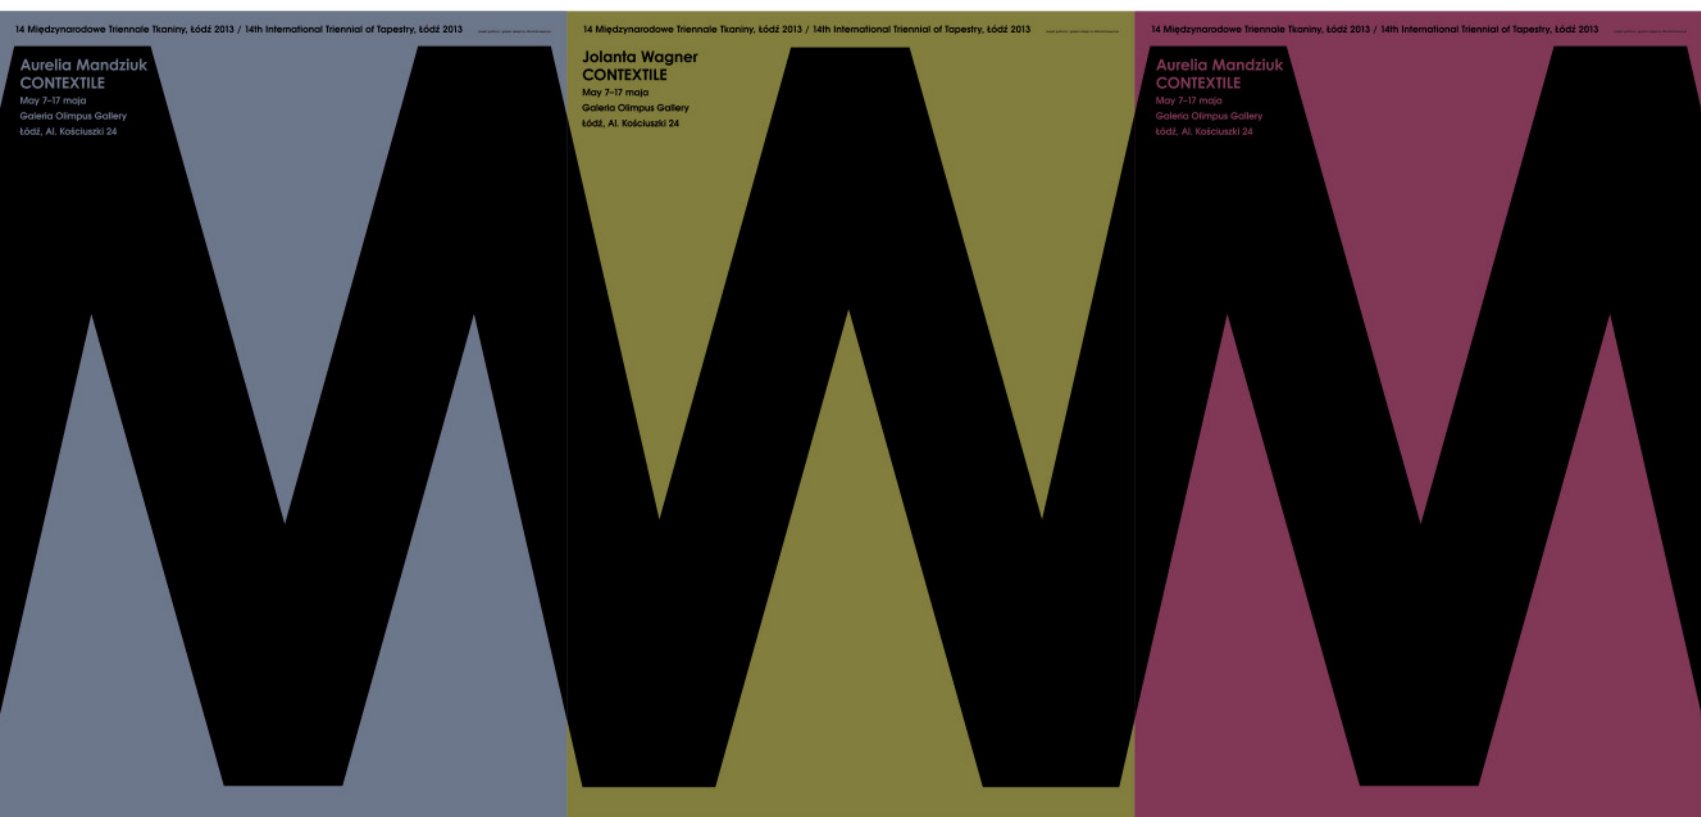 14 Międzynarodowe Triennale Tkaniny, Łódź 2013 / 14th International Triennial of Tapestry, Łódź 2013
Aurelia Mandziuk
CONTEXTILE
May 7–17 maja
Galeria Olimpus Gallery
Łódź, Al. Kościuszki 24
14 Międzynarodowe Triennale Tkaniny, Łódź 2013 / 14th International Triennial of Tapestry, Łódź 2013
Jolanta Wagner
CONTEXTILE
May 7–17 maja
Galeria Olimpus Gallery
Łódź, Al. Kościuszki 24
14 Międzynarodowe Triennale Tkaniny, Łódź 2013 / 14th International Triennial of Tapestry, Łódź 2013
Aurelia Mandziuk
CONTEXTILE
May 7–17 maja
Galeria Olimpus Gallery
Łódź, Al. Kościuszki 24